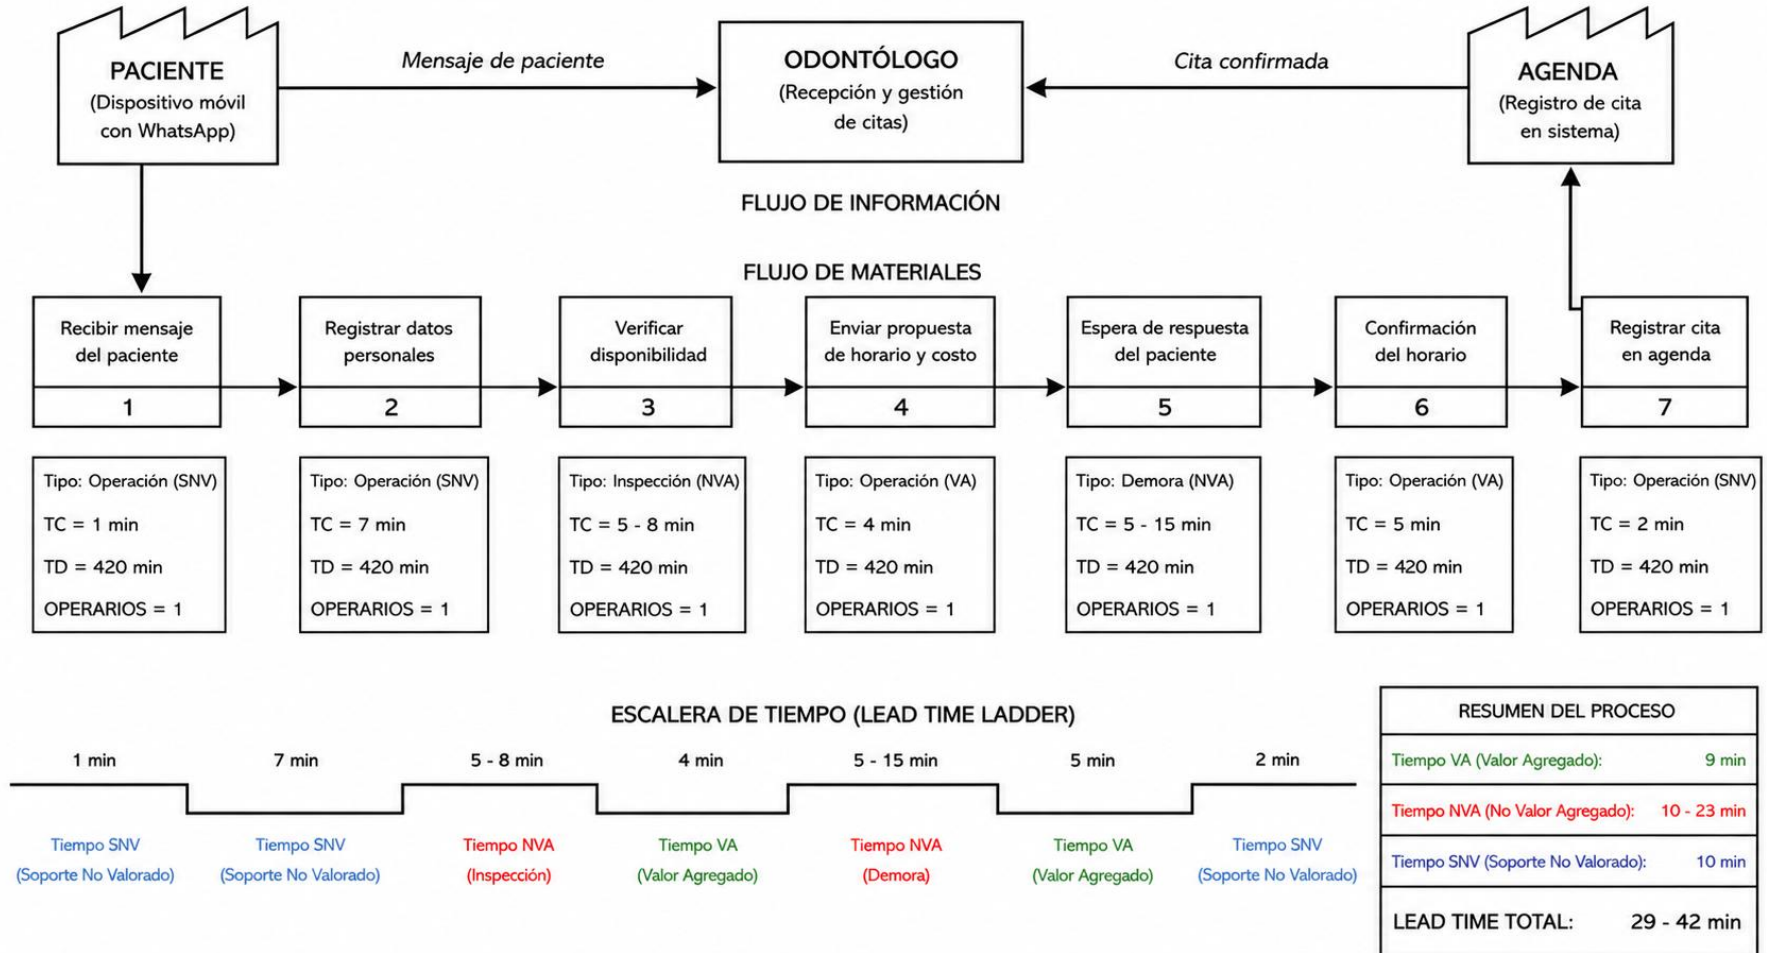 PACIENTE
(Dispositivo móvil
con WhatsApp)
Mensaje de paciente
ODONTÓLOGO
(Recepción y gestión
de citas)
Cita confirmada
AGENDA
(Registro de cita
en sistema)
FLUJO DE INFORMACIÓN
FLUJO DE MATERIALES
Recibir mensaje
del paciente
1
Registrar datos
personales
2
Verificar
disponibilidad
3
Enviar propuesta
de horario y costo
4
Espera de respuesta
del paciente
5
Confirmación
del horario
6
Registrar cita
en agenda
7
Tipo: Operación (SNV)
TC = 1 min
TD = 420 min
OPERARIOS = 1
Tipo: Operación (SNV)
TC = 7 min
TD = 420 min
OPERARIOS = 1
Tipo: Inspección (NVA)
TC = 5 - 8 min
TD = 420 min
OPERARIOS = 1
Tipo: Operación (VA)
TC = 4 min
TD = 420 min
OPERARIOS = 1
Tipo: Demora (NVA)
TC = 5 - 15 min
TD = 420 min
OPERARIOS = 1
Tipo: Operación (VA)
TC = 5 min
TD = 420 min
OPERARIOS = 1
Tipo: Operación (SNV)
TC = 2 min
TD = 420 min
OPERARIOS = 1
ESCALERA DE TIEMPO (LEAD TIME LADDER)
1 min
7 min
5 - 8 min
4 min
5 - 15 min
5 min
2 min
Tiempo SNV
(Soporte No Valorado)
Tiempo SNV
(Soporte No Valorado)
Tiempo NVA
(Inspección)
Tiempo VA
(Valor Agregado)
Tiempo NVA
(Demora)
Tiempo VA
(Valor Agregado)
Tiempo SNV
(Soporte No Valorado)
RESUMEN DEL PROCESO
Tiempo VA (Valor Agregado): 9 min
Tiempo NVA (No Valor Agregado): 10 - 23 min
Tiempo SNV (Soporte No Valorado): 10 min
LEAD TIME TOTAL: 29 - 42 min